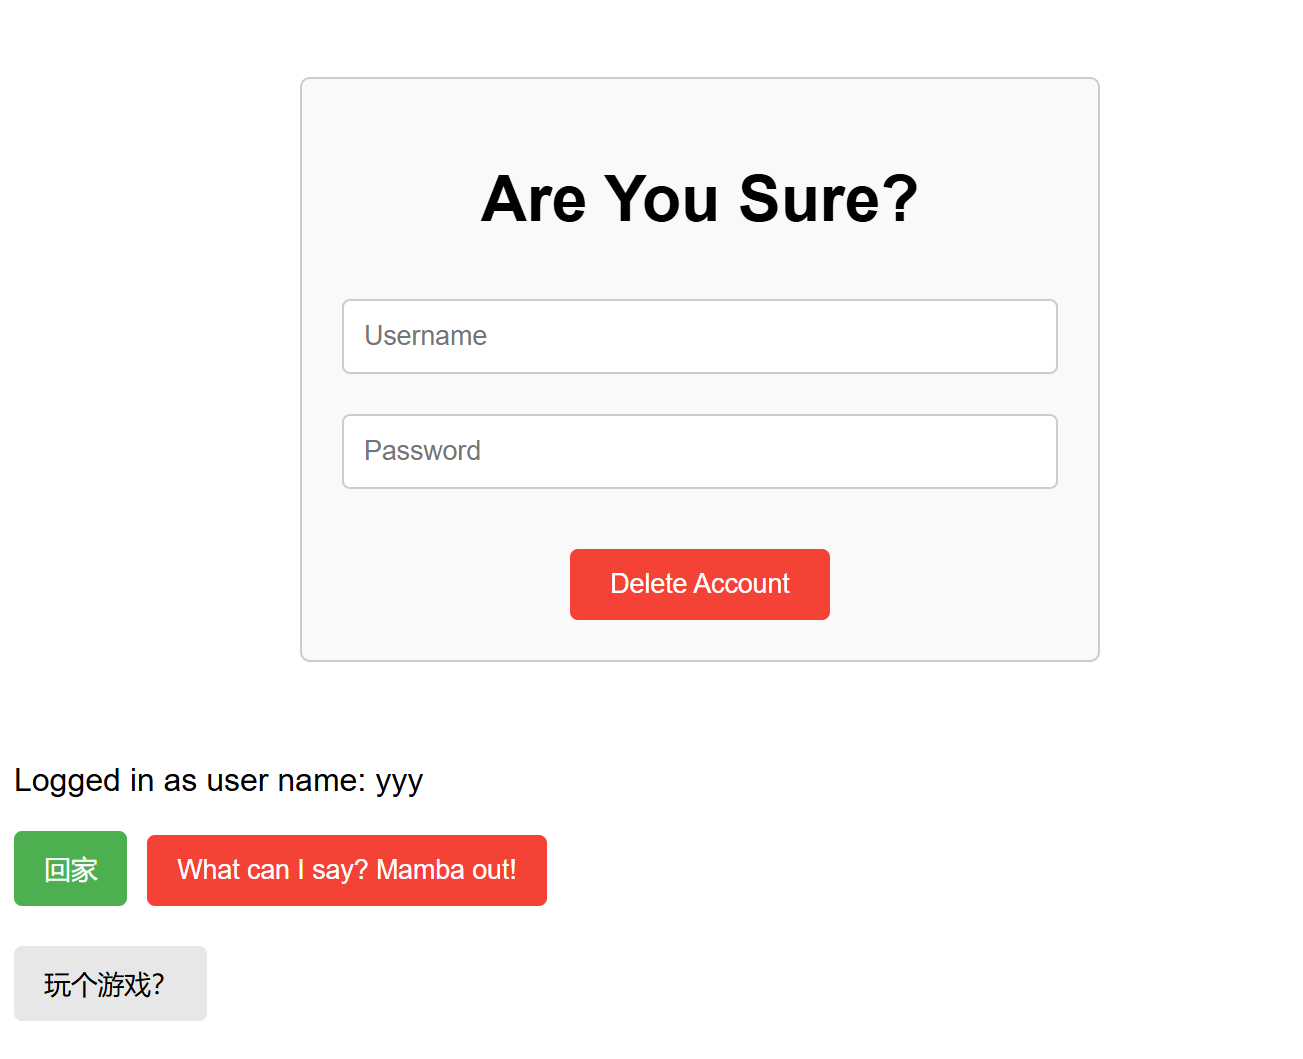 Are You Sure?
Username
Password
Delete Account
Logged in as user name: yyy
回家 What can I say? Mamba out!
玩个游戏?